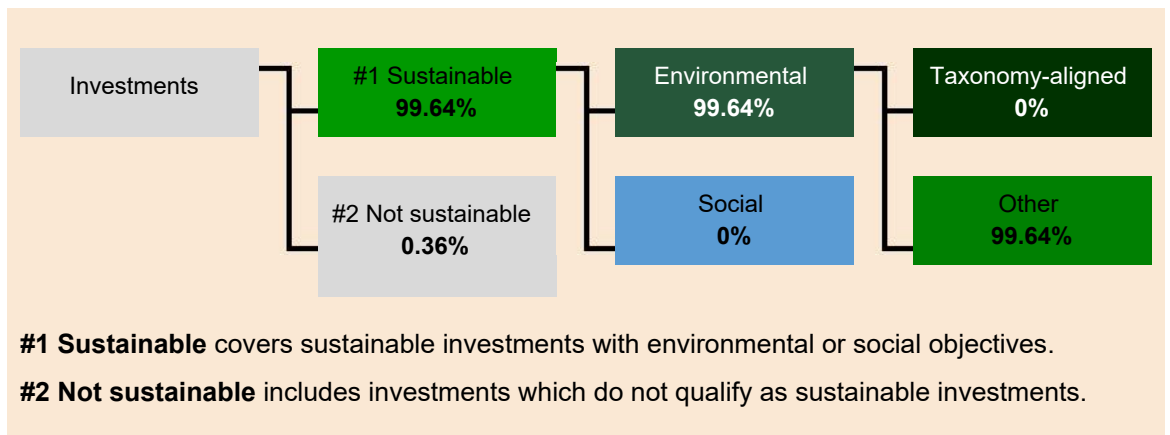 Investments
#1 Sustainable
99.64%
#2 Not sustainable
0.36%
Environmental
99.64%
Social
0%
Taxonomy-aligned
0%
Other
99.64%
#1 Sustainable covers sustainable investments with environmental or social objectives.
#2 Not sustainable includes investments which do not qualify as sustainable investments.